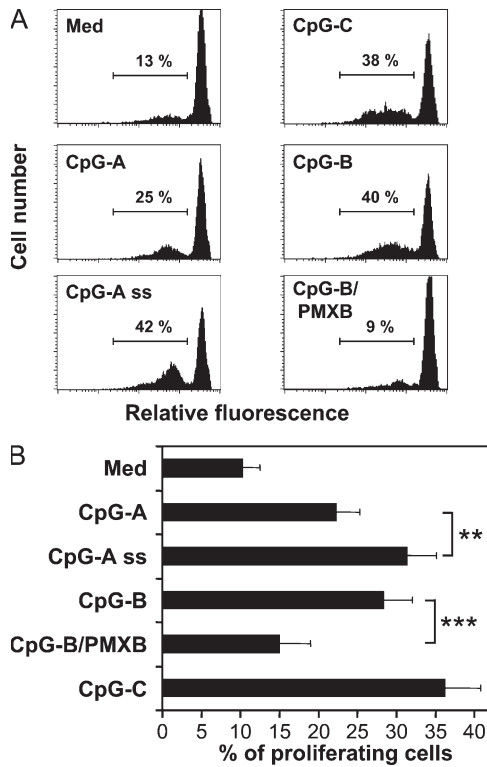 A
Med
13 %
CpG-C
38 %
CpG-A
25 %
CpG-B
40 %
CpG-A ss
42 %
CpG-B/
PMXB
9 %
Cell number
Relative fluorescence
B
Med
CpG-A
CpG-A ss
CpG-B
CpG-B/PMXB
CpG-C
**
***
0 5 10 15 20 25 30 35 40
% of proliferating cells